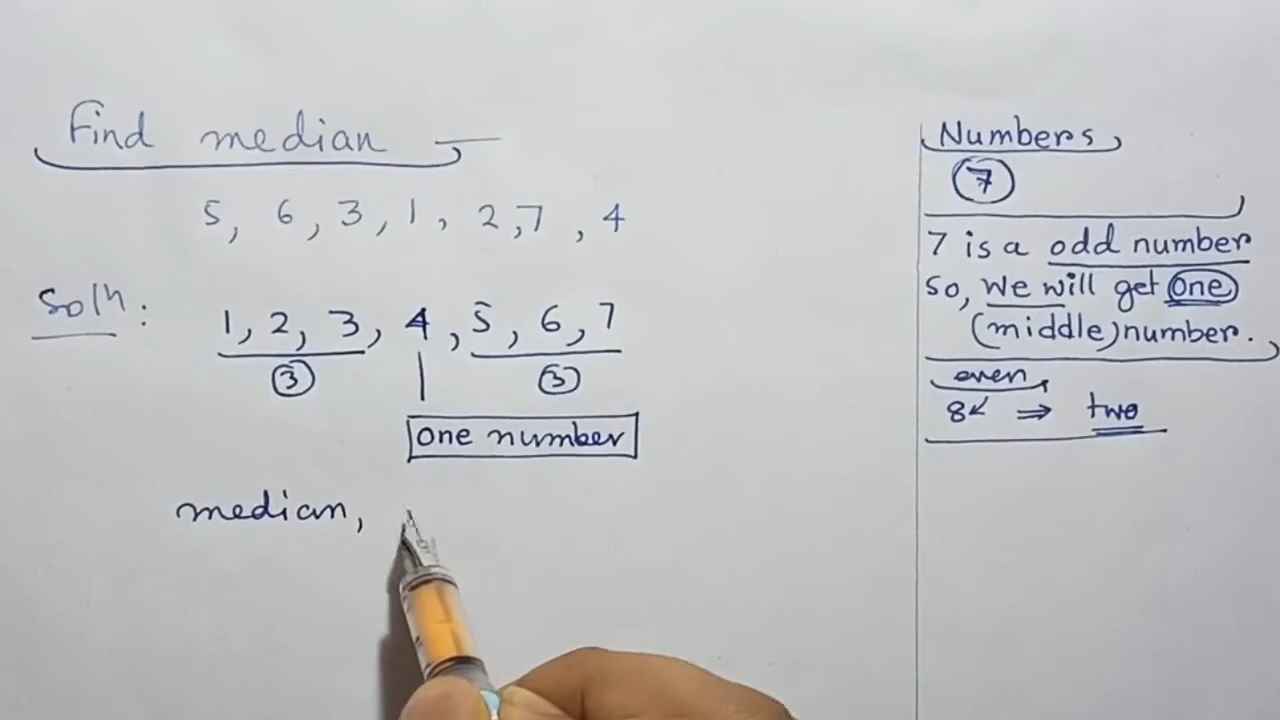 Find median
5, 6, 3, 1, 2, 7, 4
Soln:
1, 2, 3, 4, 5, 6, 7
3 3
one number
median,
Numbers
7
7 is a odd number
So, we will get one
(middle) number.
even,
8 ⇒ two